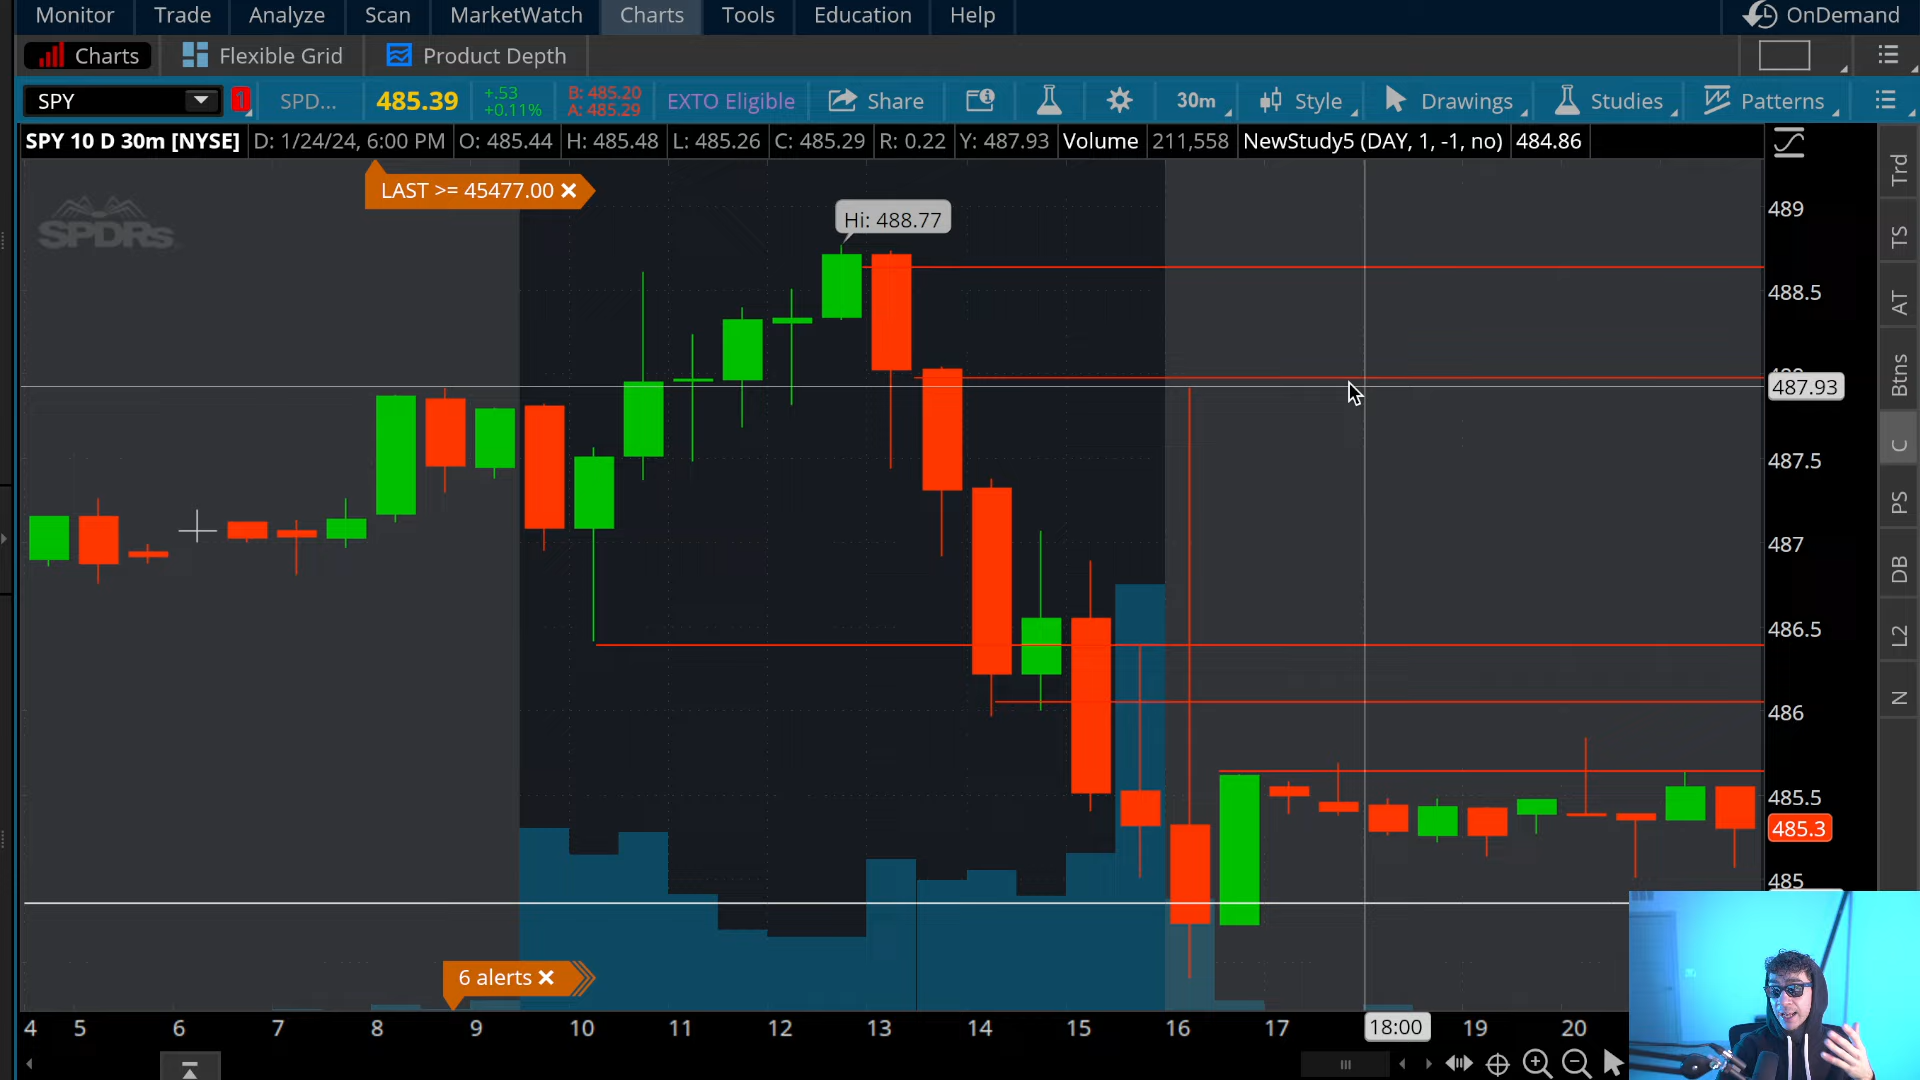 Monitor Trade Analyze Scan MarketWatch Charts Tools Education Help OnDemand
Charts Flexible Grid Product Depth
SPY 1 SPD... 485.39 +.53 +0.11% B: 485.20 A: 485.29 EXTO Eligible Share 30m Style Drawings Studies Patterns
SPY 10 D 30m [NYSE] D: 1/24/24, 6:00 PM O: 485.44 H: 485.48 L: 485.26 C: 485.29 R: 0.22 Y: 487.93 Volume 211,558 NewStudy5 (DAY, 1, -1, no) 484.86
LAST >= 45477.00
SPDRs
Hi: 488.77
489
488.5
487.93
487.5
487
486.5
486
485.5
485.3
485
Trd
TS
AT
Btns
C
PS
DB
L2
N
6 alerts
4 5 6 7 8 9 10 11 12 13 14 15 16 17 18:00 19 20